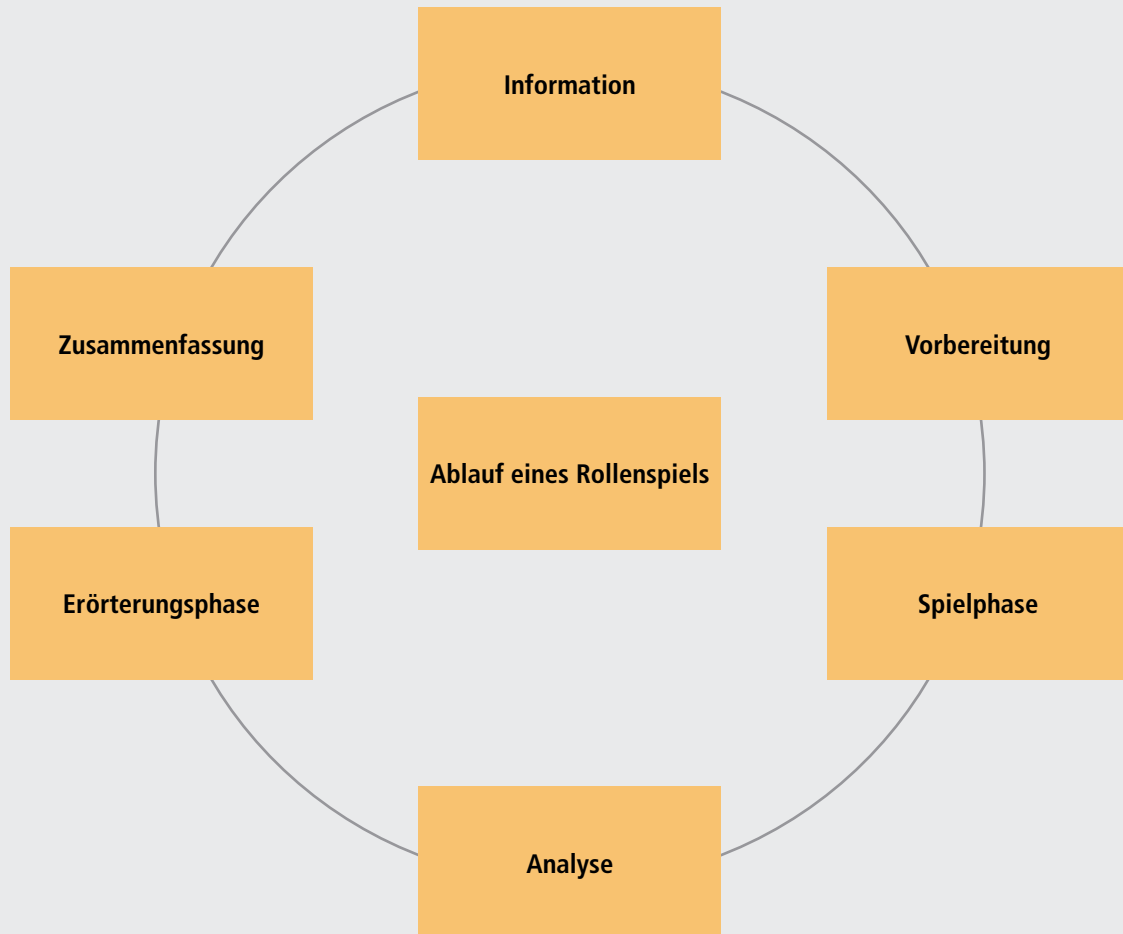 Information
Zusammenfassung
Vorbereitung
Ablauf eines Rollenspiels
Erörterungsphase
Spielphase
Analyse